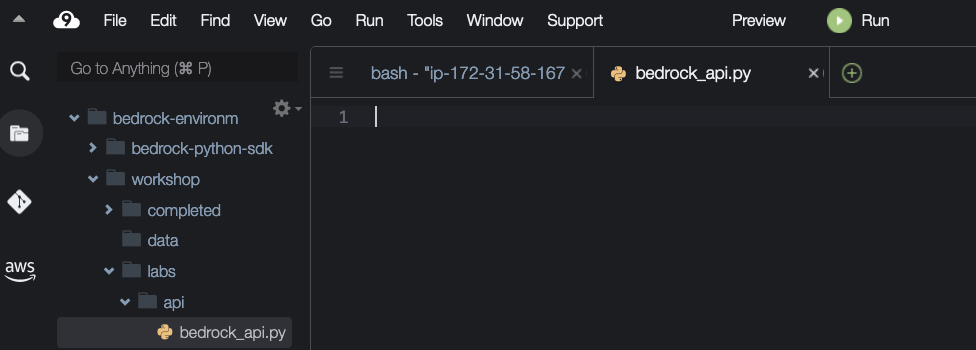 9 File Edit Find View Go Run Tools Window Support Preview Run
Go to Anything (⌘ P)
bash - "ip-172-31-58-167
bedrock_api.py
1
bedrock-environm
bedrock-python-sdk
workshop
completed
data
labs
api
bedrock_api.py
aws